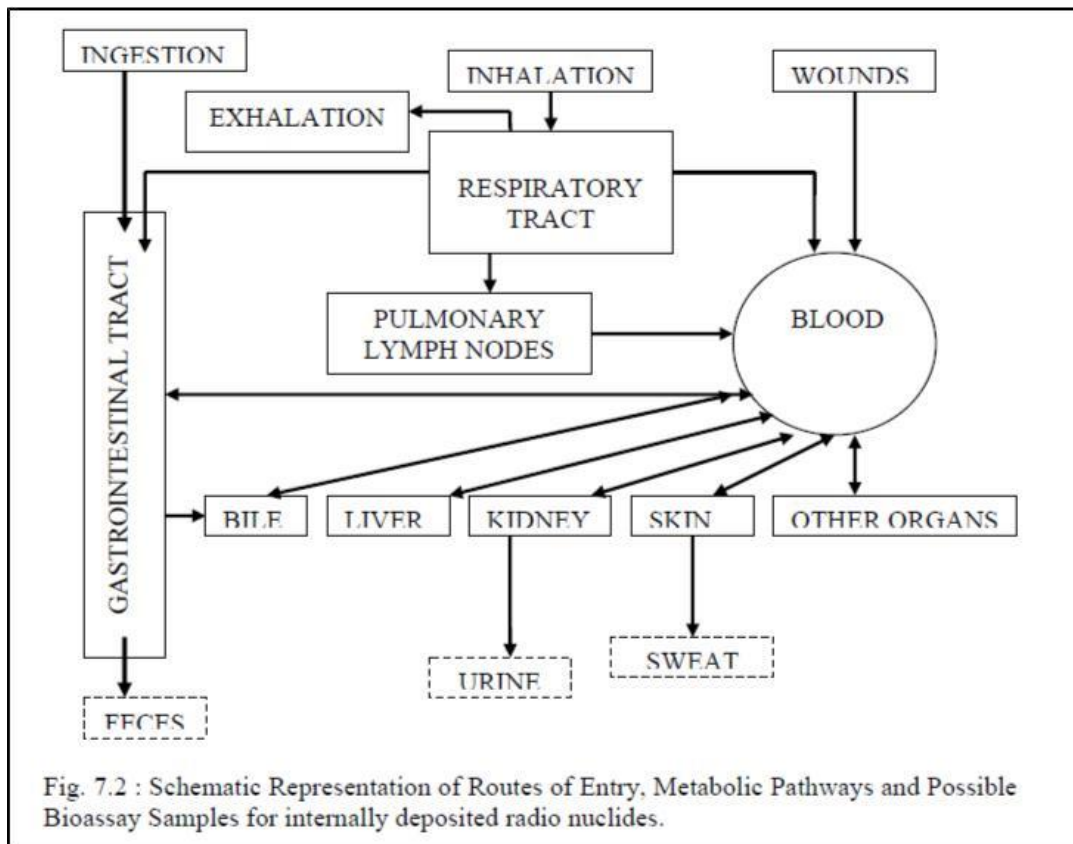 INGESTION
INHALATION
WOUNDS
EXHALATION
RESPIRATORY
TRACT
PULMONARY
LYMPH NODES
BLOOD
GASTROINTESTINAL TRACT
BILE
LIVER
KIDNEY
SKIN
OTHER ORGANS
SWEAT
URINE
FECES
Fig. 7.2 : Schematic Representation of Routes of Entry, Metabolic Pathways and Possible
Bioassay Samples for internally deposited radio nuclides.